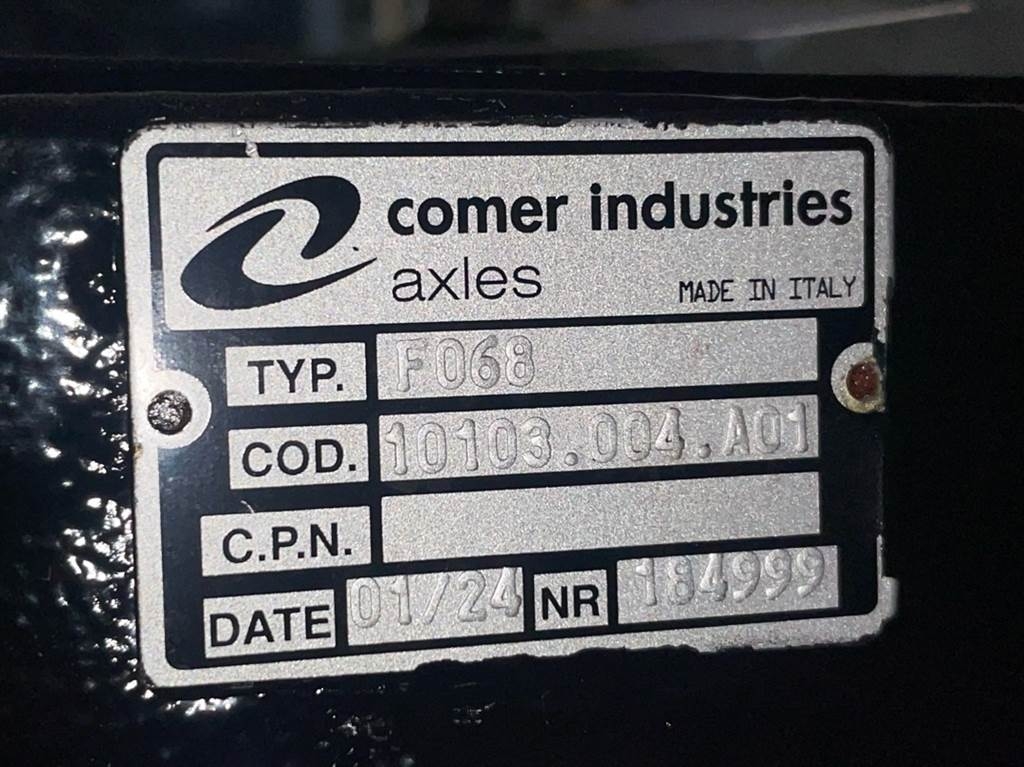 comer industries
axles
MADE IN ITALY
TYP. F068
COD. 10103.004.A01
C.P.N.
DATE 01/24 NR 184999